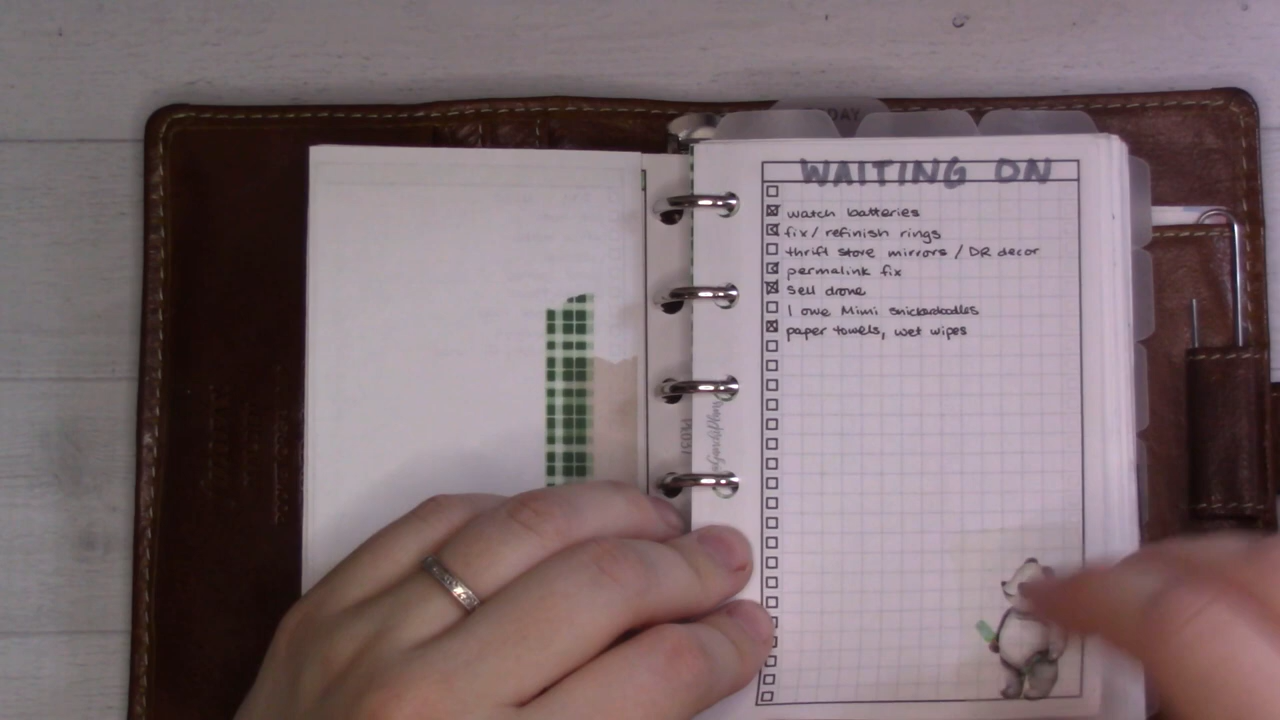 DAY
WAITING ON
watch batteries
fix / refinish rings
thrift store mirrors / DR decor
permalink fix
sell drone
I owe Mimi snickerdoodles
paper towels, wet wipes